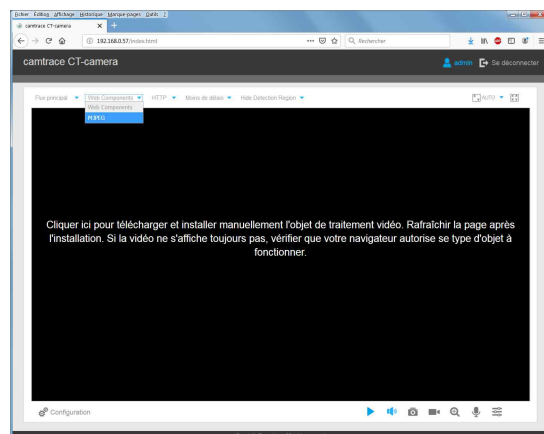 Fichier Édition Affichage Historique Marque-pages Outils ?
camtrace CT-camera
192.168.0.57/index.html
Rechercher
camtrace CT-camera
admin Se déconnecter
Flux principal Web Components HTTP Moins de délais Hide Detection Region AUTO
Web Components
MJPEG
Cliquer ici pour télécharger et installer manuellement l'objet de traitement vidéo. Rafraîchir la page après
l'installation. Si la vidéo ne s'affiche toujours pas, vérifier que votre navigateur autorise se type d'objet à
fonctionner.
Configuration